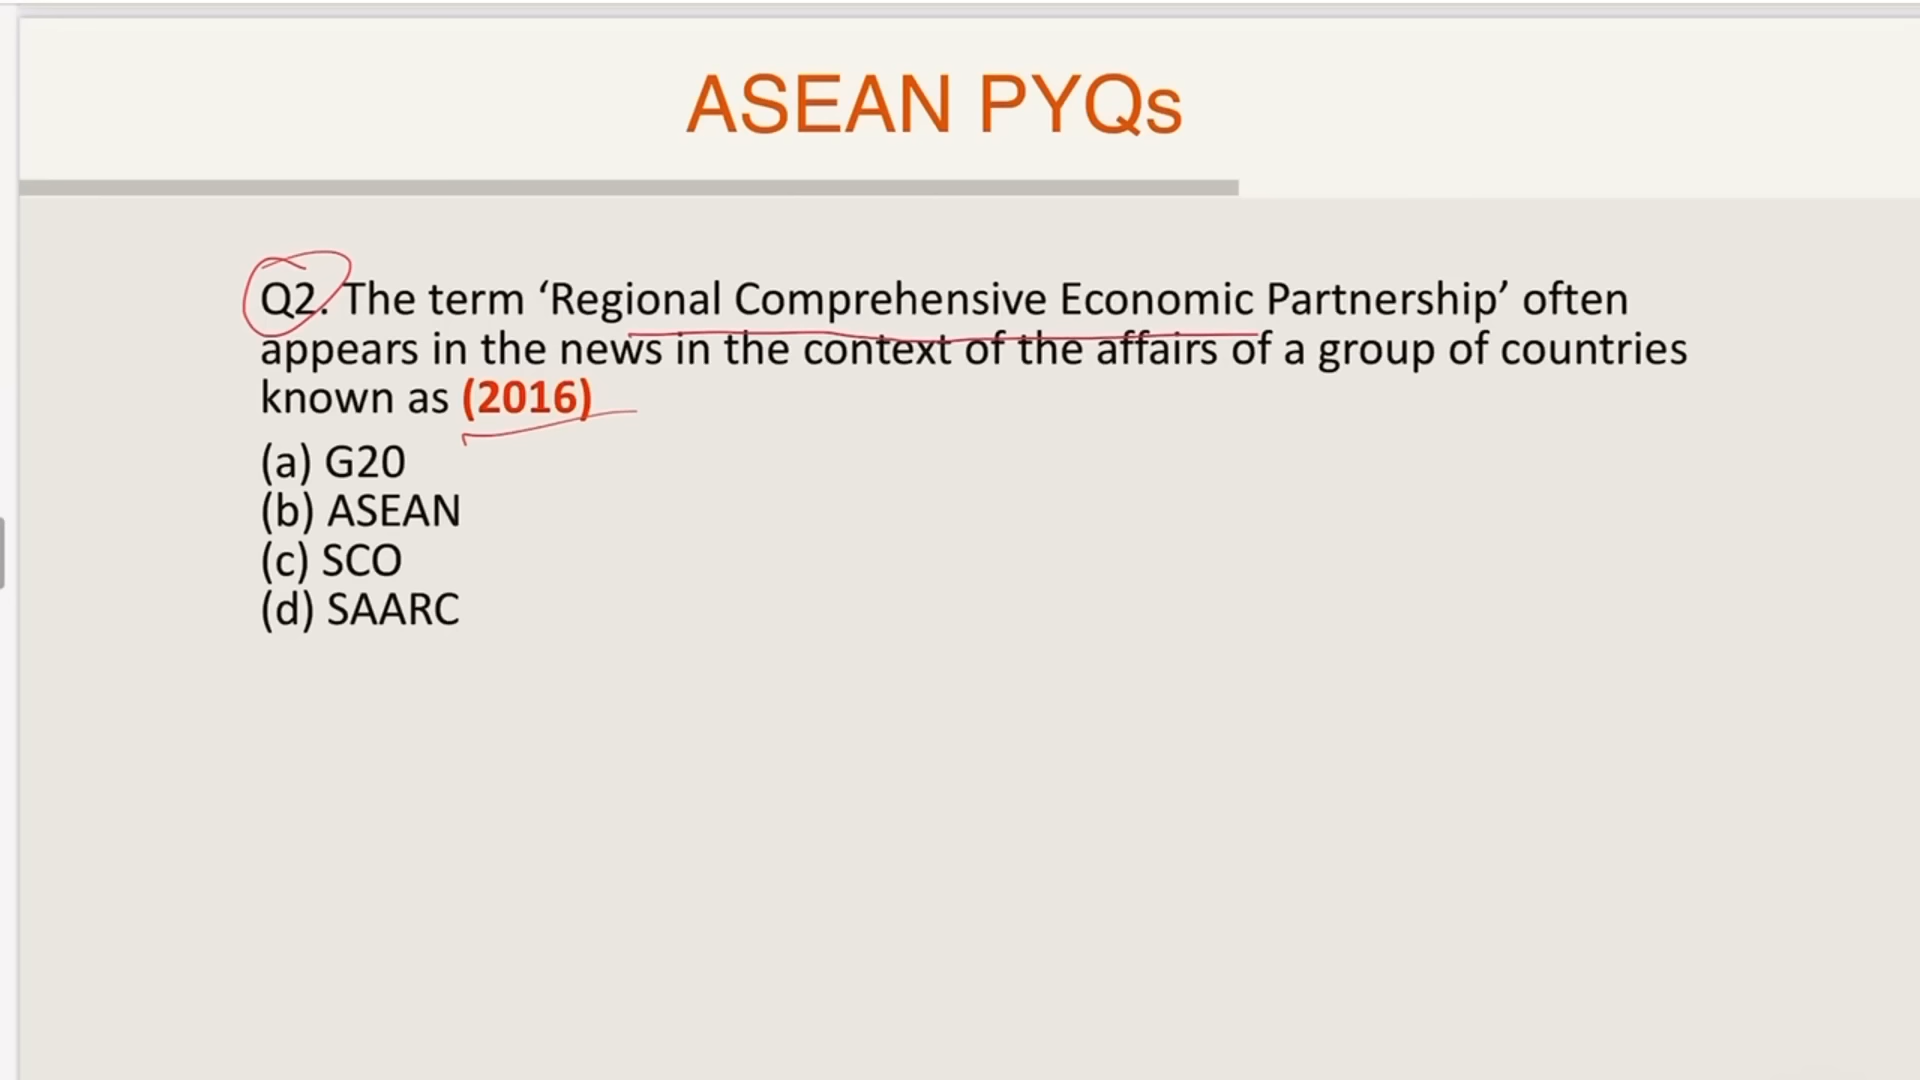 ASEAN PYQs
Q2. The term ‘Regional Comprehensive Economic Partnership’ often
appears in the news in the context of the affairs of a group of countries
known as (2016)
(a) G20
(b) ASEAN
(c) SCO
(d) SAARC